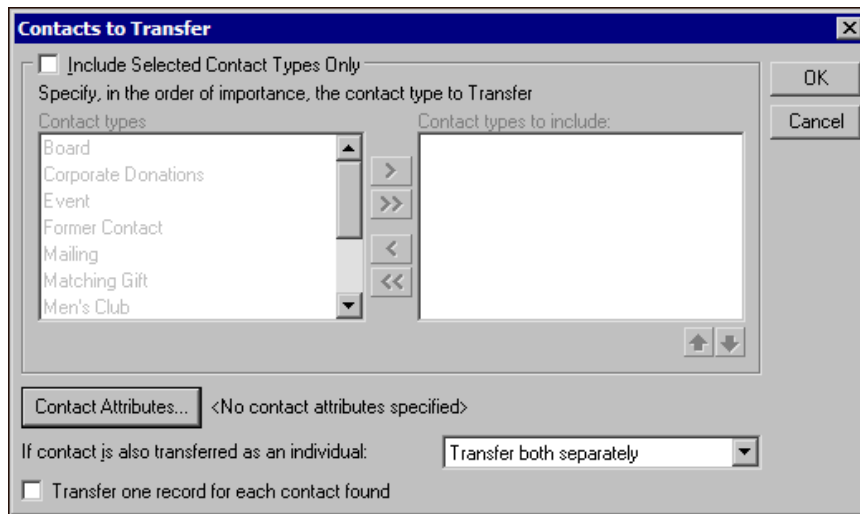 Contacts to Transfer
Include Selected Contact Types Only
Specify, in the order of importance, the contact type to Transfer
Contact types
Contact types to include:
Board
Corporate Donations
Event
Former Contact
Mailing
Matching Gift
Men's Club
>
>>
<
<<
OK
Cancel
Contact Attributes... <No contact attributes specified>
If contact is also transferred as an individual: Transfer both separately
Transfer one record for each contact found